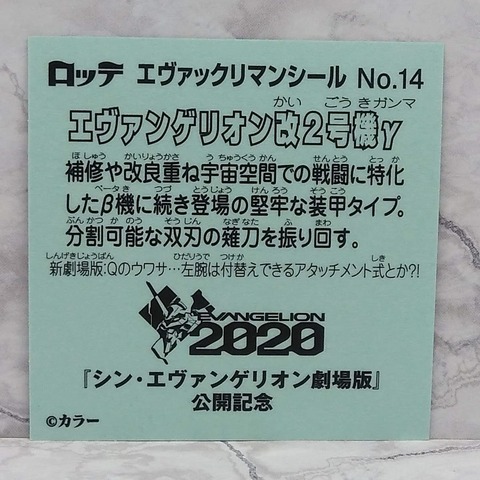 ロッテ エヴァックリマンシール No.14
かい ごう きガンマ
エヴァンゲリオン改2号機γ
ほしゅう かいりょうかさ うちゅうくうかん せんとう とっか
補修や改良重ね宇宙空間での戦闘に特化
ベータき つづ とうじょう けんろう そうこう
したβ機に続き登場の堅牢な装甲タイプ。
ぶんかつかのう そうじん なぎなた ふ まわ
分割可能な双刃の薙刀を振り回す。
しんげきじょうばん ひだりうで つけか しき
新劇場版:Qのウワサ…左腕は付替えできるアタッチメント式とか?!
EVANGELION
2020
『シン・エヴァンゲリオン劇場版』
公開記念
©カラー